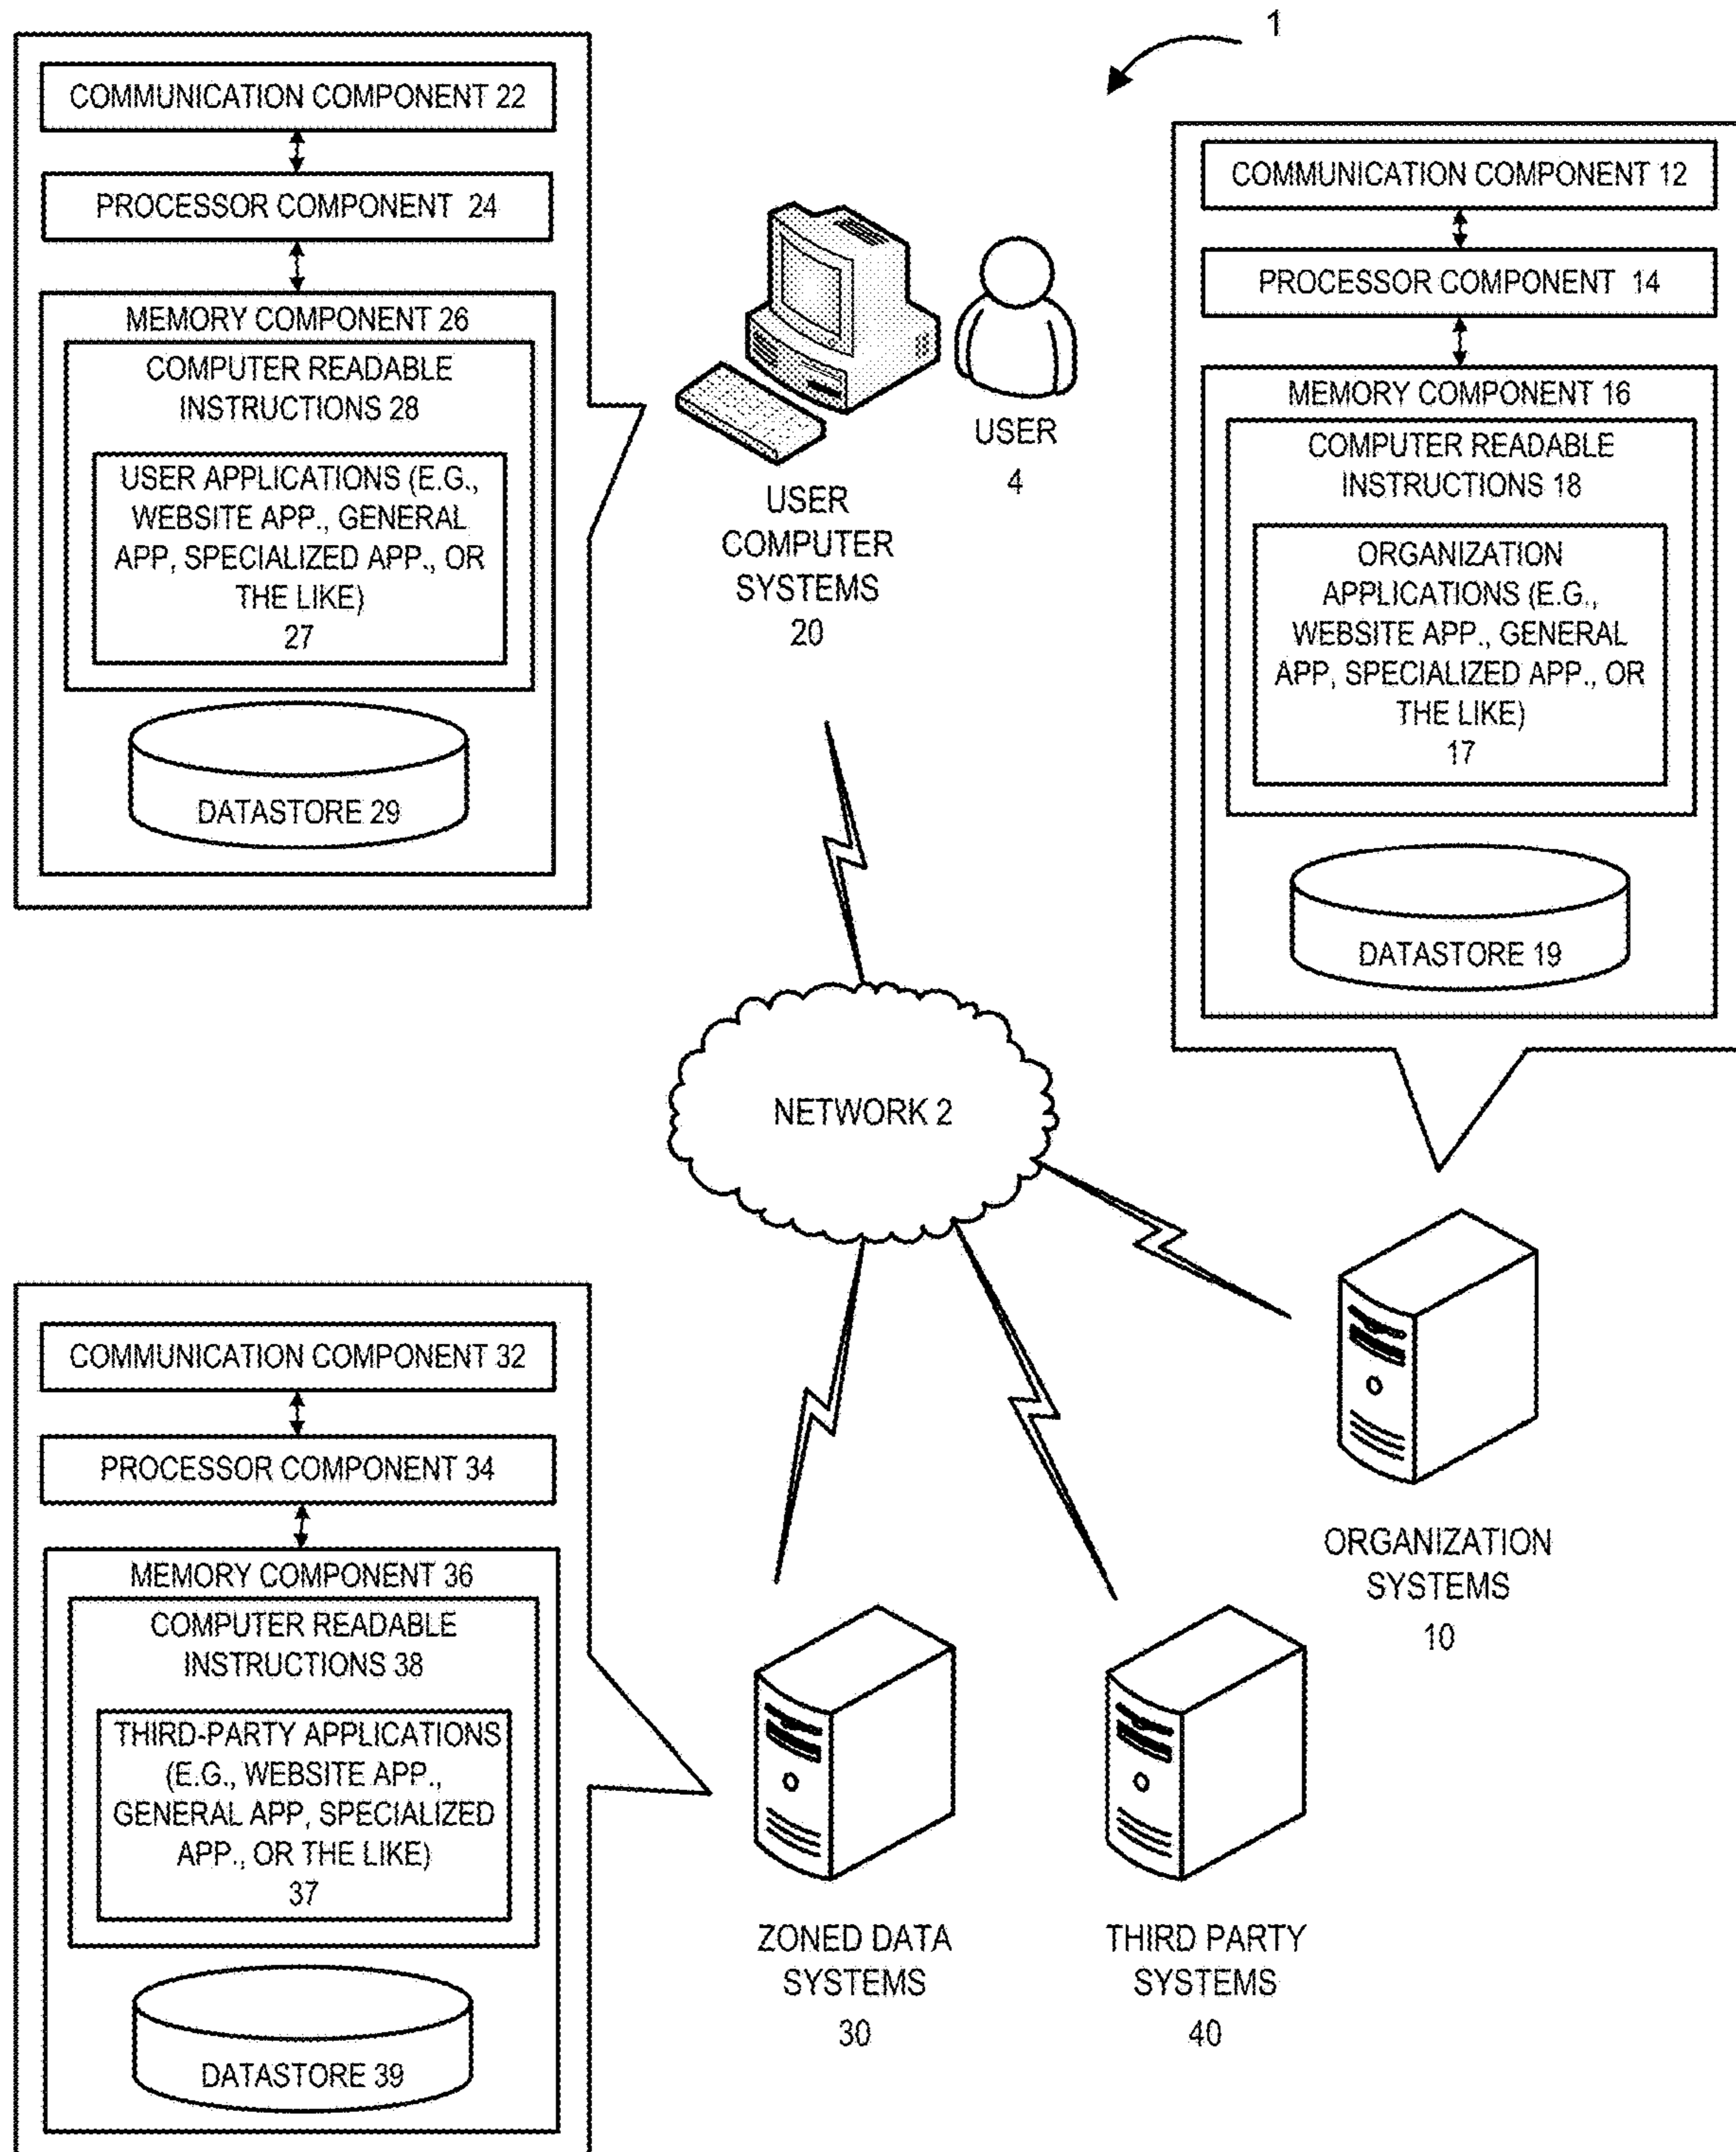 1
COMMUNICATION COMPONENT 22
PROCESSOR COMPONENT 24
MEMORY COMPONENT 26
COMPUTER READABLE
INSTRUCTIONS 28
USER APPLICATIONS (E.G.,
WEBSITE APP., GENERAL
APP, SPECIALIZED APP., OR
THE LIKE)
27
DATASTORE 29
USER
COMPUTER
SYSTEMS
20
USER
4
COMMUNICATION COMPONENT 12
PROCESSOR COMPONENT 14
MEMORY COMPONENT 16
COMPUTER READABLE
INSTRUCTIONS 18
ORGANIZATION
APPLICATIONS (E.G.,
WEBSITE APP., GENERAL
APP, SPECIALIZED APP., OR
THE LIKE)
17
DATASTORE 19
NETWORK 2
ORGANIZATION
SYSTEMS
10
COMMUNICATION COMPONENT 32
PROCESSOR COMPONENT 34
MEMORY COMPONENT 36
COMPUTER READABLE
INSTRUCTIONS 38
THIRD-PARTY APPLICATIONS
(E.G., WEBSITE APP.,
GENERAL APP, SPECIALIZED
APP., OR THE LIKE)
37
DATASTORE 39
ZONED DATA
SYSTEMS
30
THIRD PARTY
SYSTEMS
40